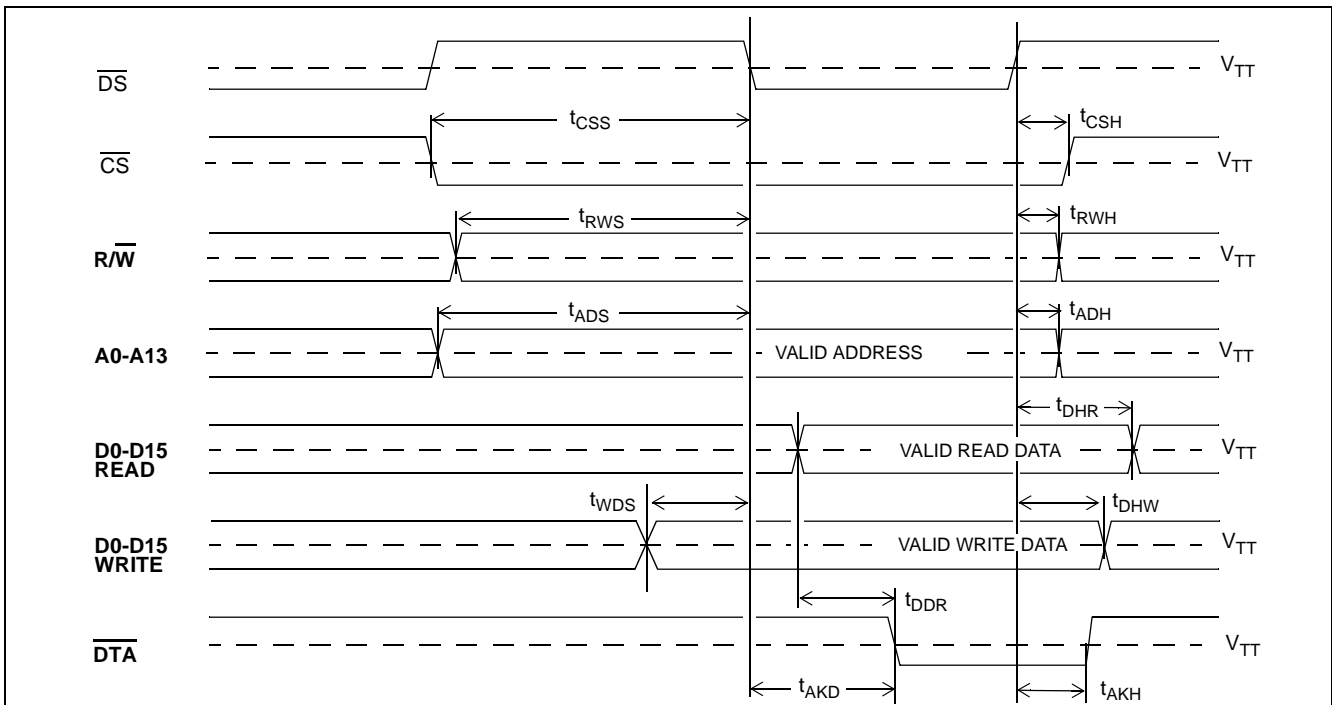 DS VTT
tCSS tCSH
CS VTT
tRWS tRWH
R/W VTT
tADS tADH
A0-A13 VALID ADDRESS VTT
tDHR
D0-D15 VALID READ DATA VTT
READ
tWDS tDHW
D0-D15 VALID WRITE DATA VTT
WRITE
tDDR
DTA VTT
tAKD tAKH